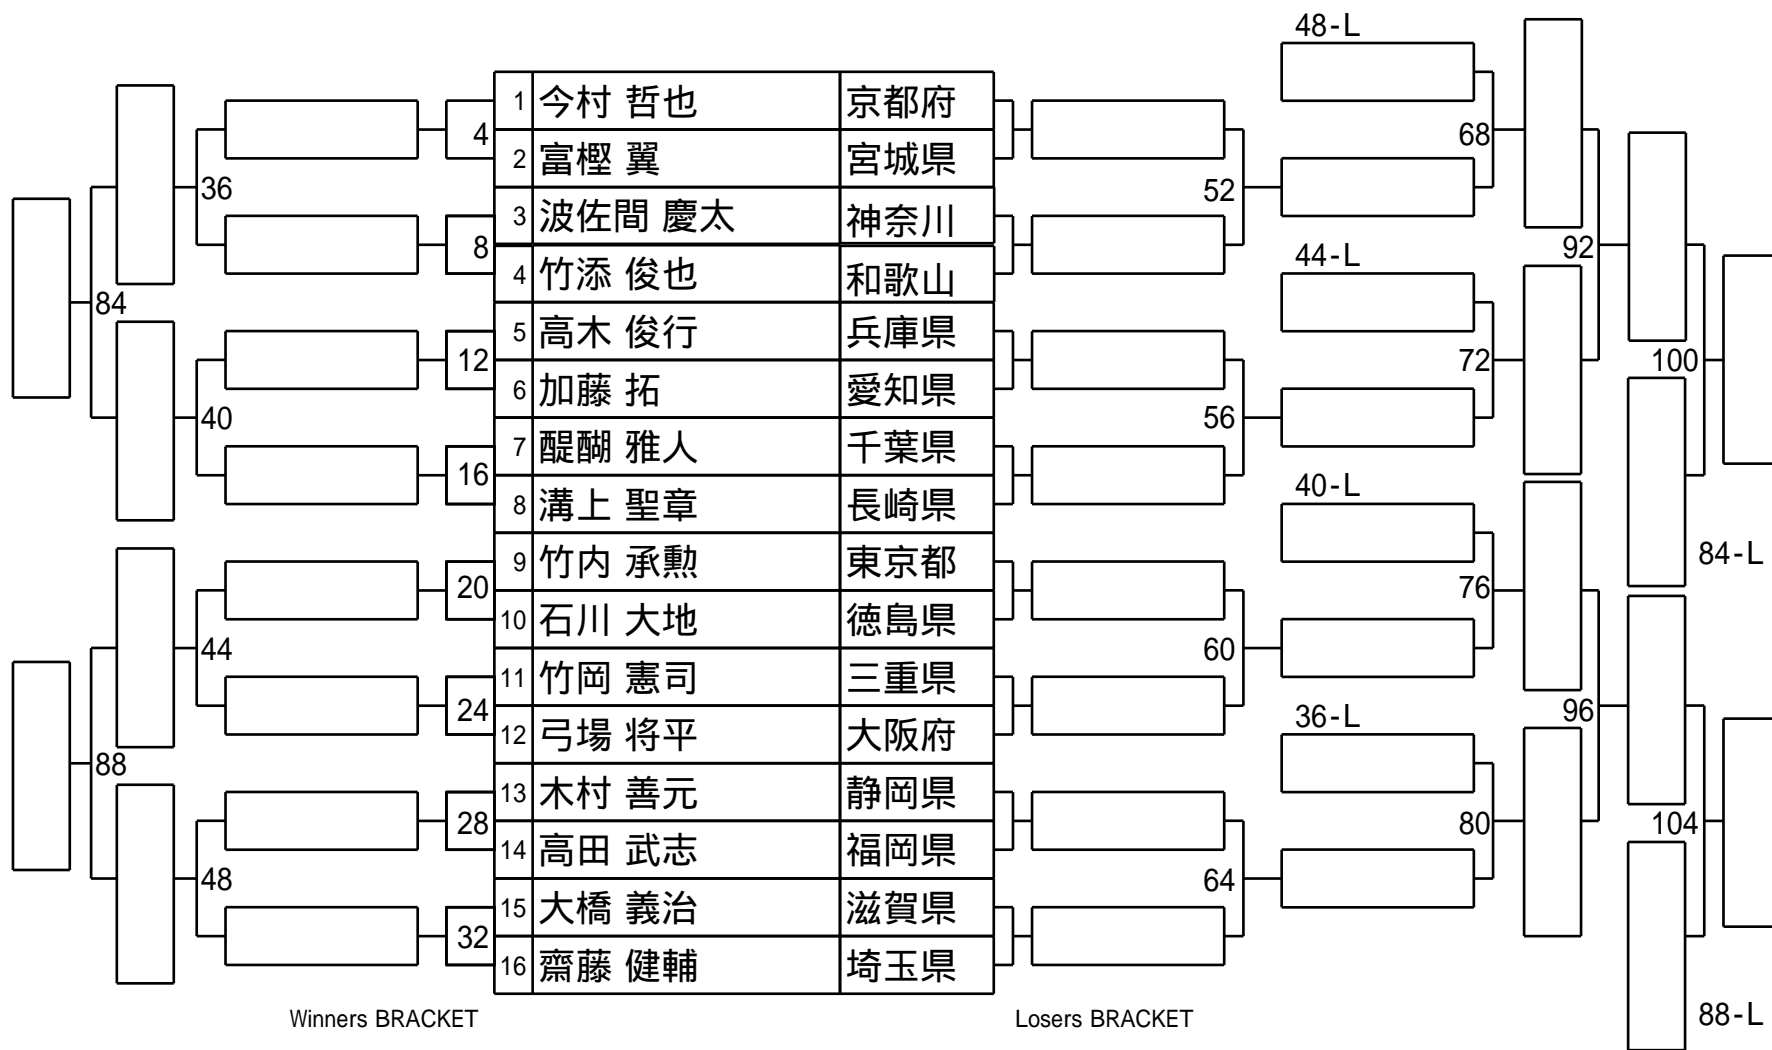 48-L
1 今村 哲也 京都府
4
68
2 富樫 翼 宮城県
36
52
3 波佐間 慶太 神奈川
8
92
4 竹添 俊也 和歌山
44-L
84
5 高木 俊行 兵庫県
12
72
100
6 加藤 拓 愛知県
40
56
7 醍醐 雅人 千葉県
16
40-L
8 溝上 聖章 長崎県
84-L
9 竹内 承勲 東京都
20
76
10 石川 大地 徳島県
44
60
11 竹岡 憲司 三重県
24
36-L
96
12 弓場 将平 大阪府
88
13 木村 善元 静岡県
28
80
104
14 高田 武志 福岡県
48
64
15 大橋 義治 滋賀県
32
16 齋藤 健輔 埼玉県
Winners BRACKET
Losers BRACKET
88-L